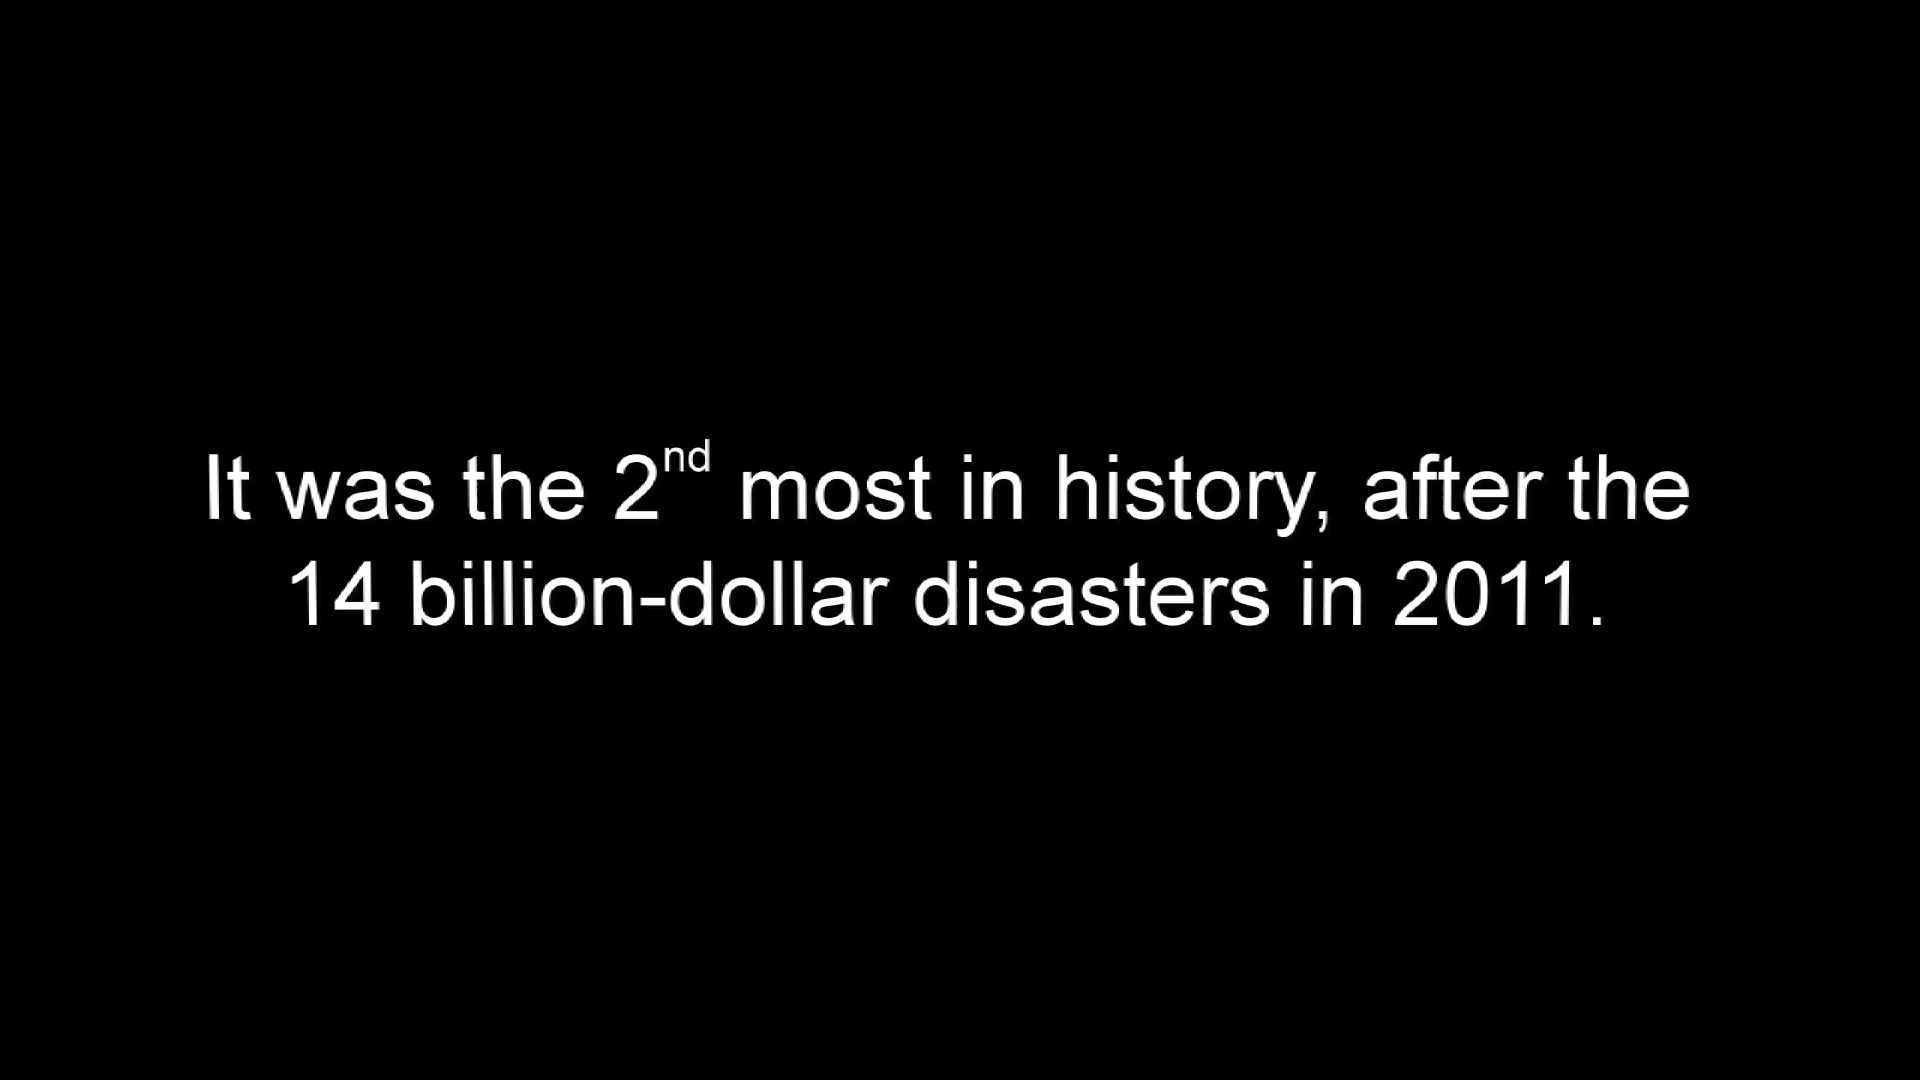 It was the 2nd most in history, after the
14 billion-dollar disasters in 2011.